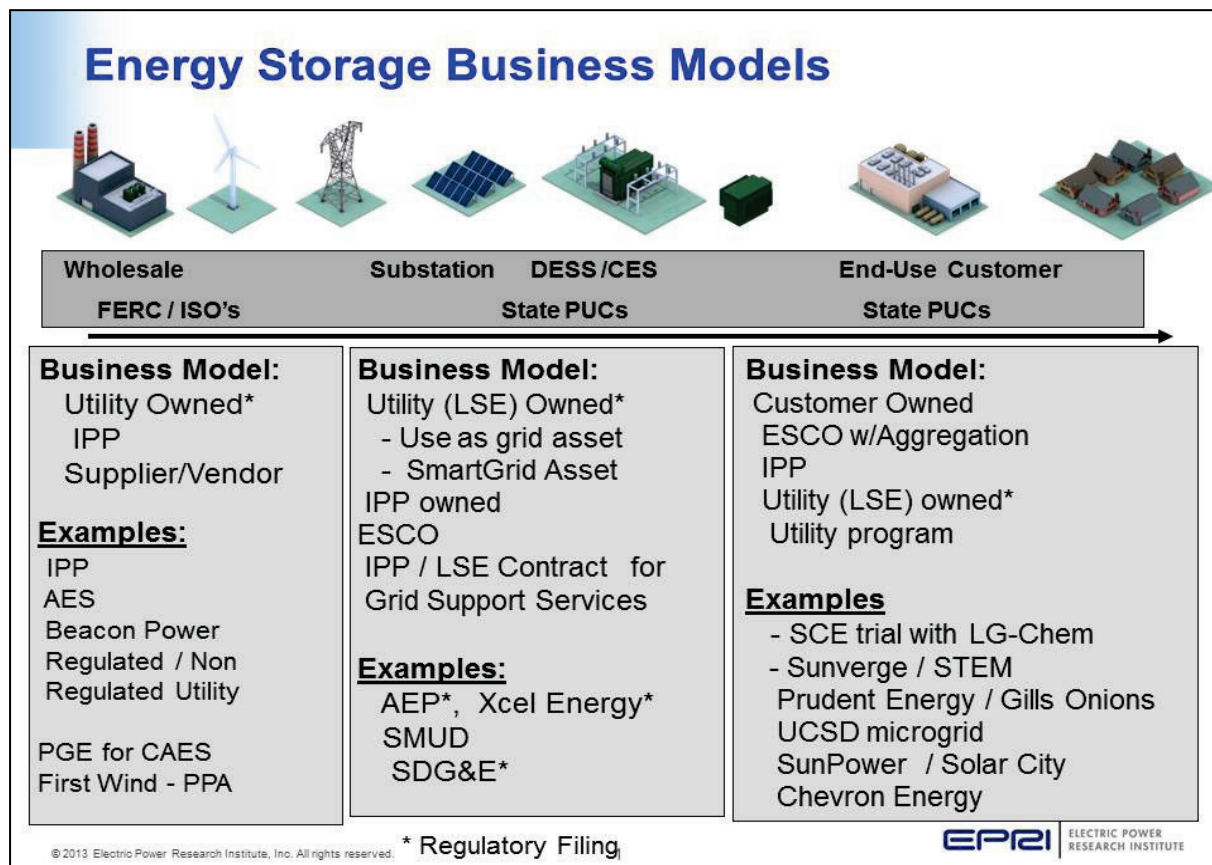 Energy Storage Business Models
Wholesale Substation DESS /CES End-Use Customer
FERC / ISO's State PUCs State PUCs
Business Model:
Utility Owned*
IPP
Supplier/Vendor
Examples:
IPP
AES
Beacon Power
Regulated / Non
Regulated Utility
PGE for CAES
First Wind - PPA
Business Model:
Utility (LSE) Owned*
- Use as grid asset
- SmartGrid Asset
IPP owned
ESCO
IPP / LSE Contract for
Grid Support Services
Examples:
AEP*, Xcel Energy*
SMUD
SDG&E*
Business Model:
Customer Owned
ESCO w/Aggregation
IPP
Utility (LSE) owned*
Utility program
Examples
- SCE trial with LG-Chem
- Sunverge / STEM
Prudent Energy / Gills Onions
UCSD microgrid
SunPower / Solar City
Chevron Energy
© 2013 Electric Power Research Institute, Inc. All rights reserved.
* Regulatory Filing
EPRI
ELECTRIC POWER
RESEARCH INSTITUTE